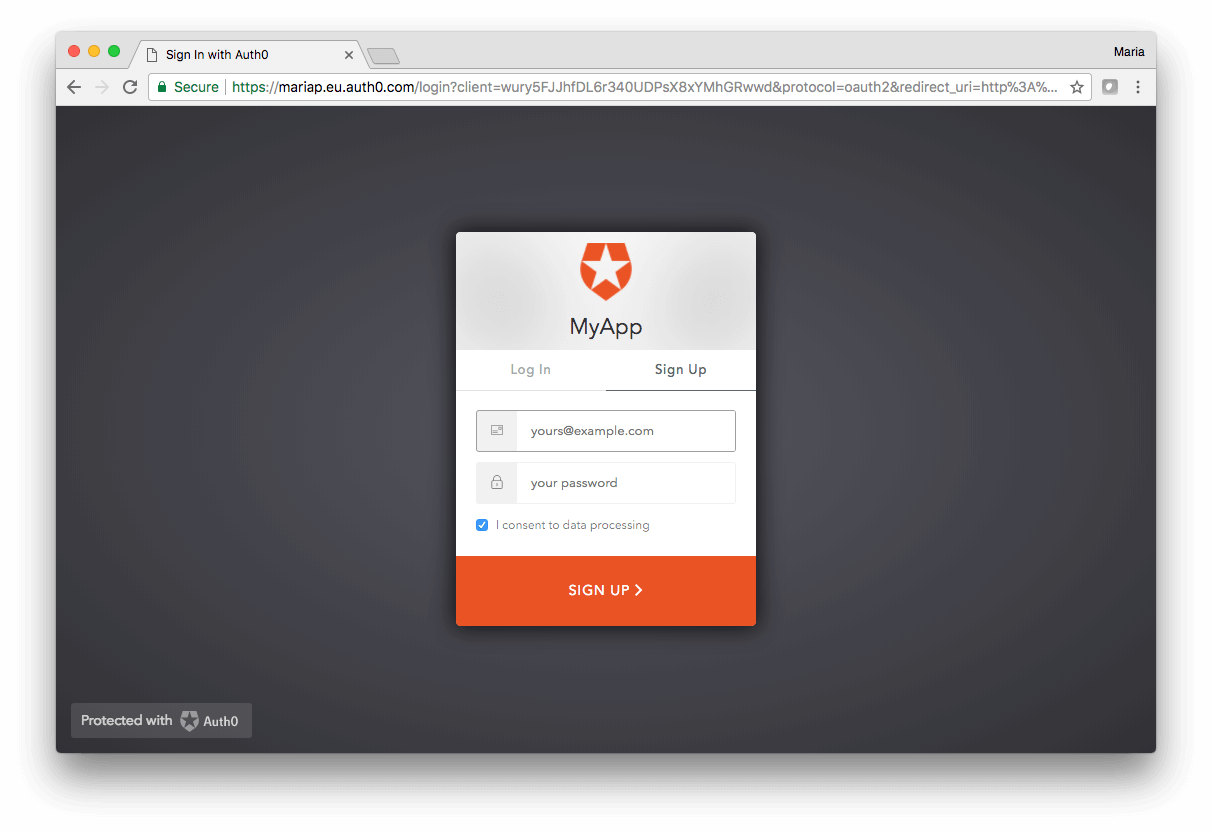 Sign In with Auth0
Maria
Secure https://mariap.eu.auth0.com/login?client=wury5FJJhfDL6r340UDPsX8xYMhGRwwd&protocol=oauth2&redirect_uri=http%3A%...
MyApp
Log In Sign Up
yours@example.com
your password
I consent to data processing
SIGN UP
Protected with Auth0